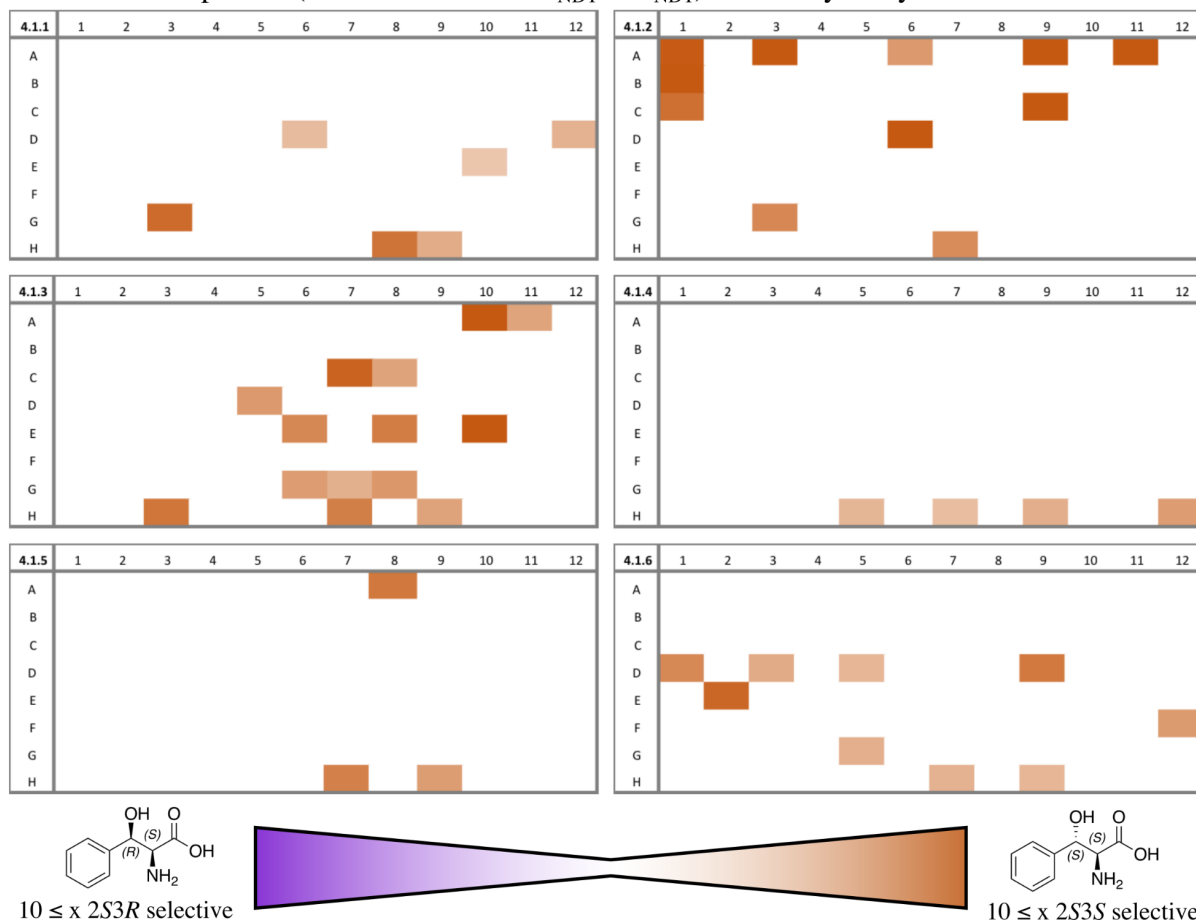 NDT NDT
4.1.1 1 2 3 4 5 6 7 8 9 10 11 12
A
B
C
D
E
F
G
H
4.1.2 1 2 3 4 5 6 7 8 9 10 11 12
A
B
C
D
E
F
G
H
4.1.3 1 2 3 4 5 6 7 8 9 10 11 12
A
B
C
D
E
F
G
H
4.1.4 1 2 3 4 5 6 7 8 9 10 11 12
A
B
C
D
E
F
G
H
4.1.5 1 2 3 4 5 6 7 8 9 10 11 12
A
B
C
D
E
F
G
H
4.1.6 1 2 3 4 5 6 7 8 9 10 11 12
A
B
C
D
E
F
G
H
OH O
(S)
(R) OH
NH₂
10 ≤ x 2S3R selective
OH O
(S)
(S) OH
NH₂
10 ≤ x 2S3S selective